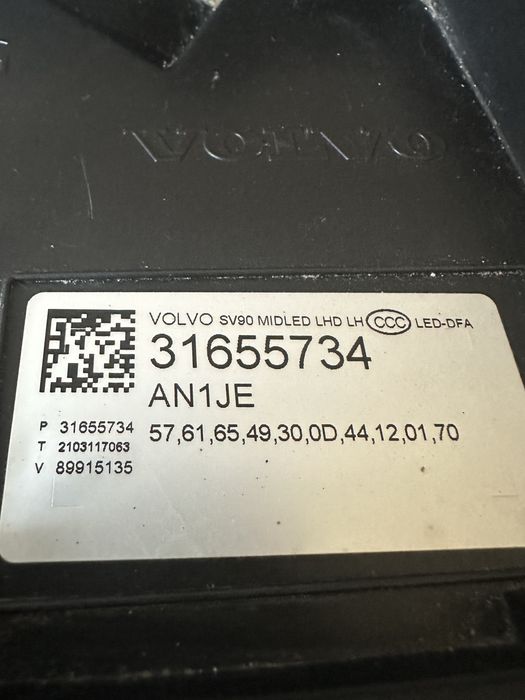 VOLVO
VOLVO SV90 MIDLED LHD LH CCC LED-DFA
31655734
AN1JE
P 31655734
T 2103117063
V 89915135
57,61,65,49,30,0D,44,12,01,70